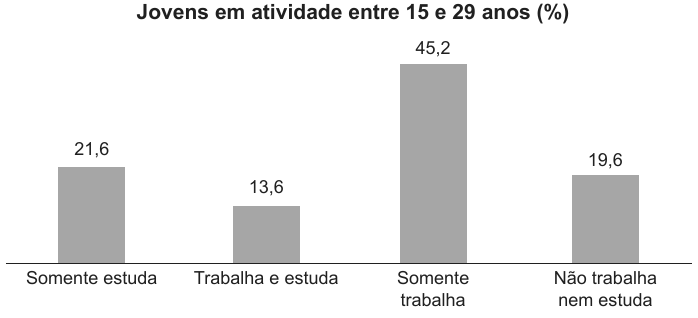 Jovens em atividade entre 15 e 29 anos (%)
45,2
21,6
19,6
13,6
Somente estuda
Trabalha e estuda
Somente
trabalha
Não trabalha
nem estuda